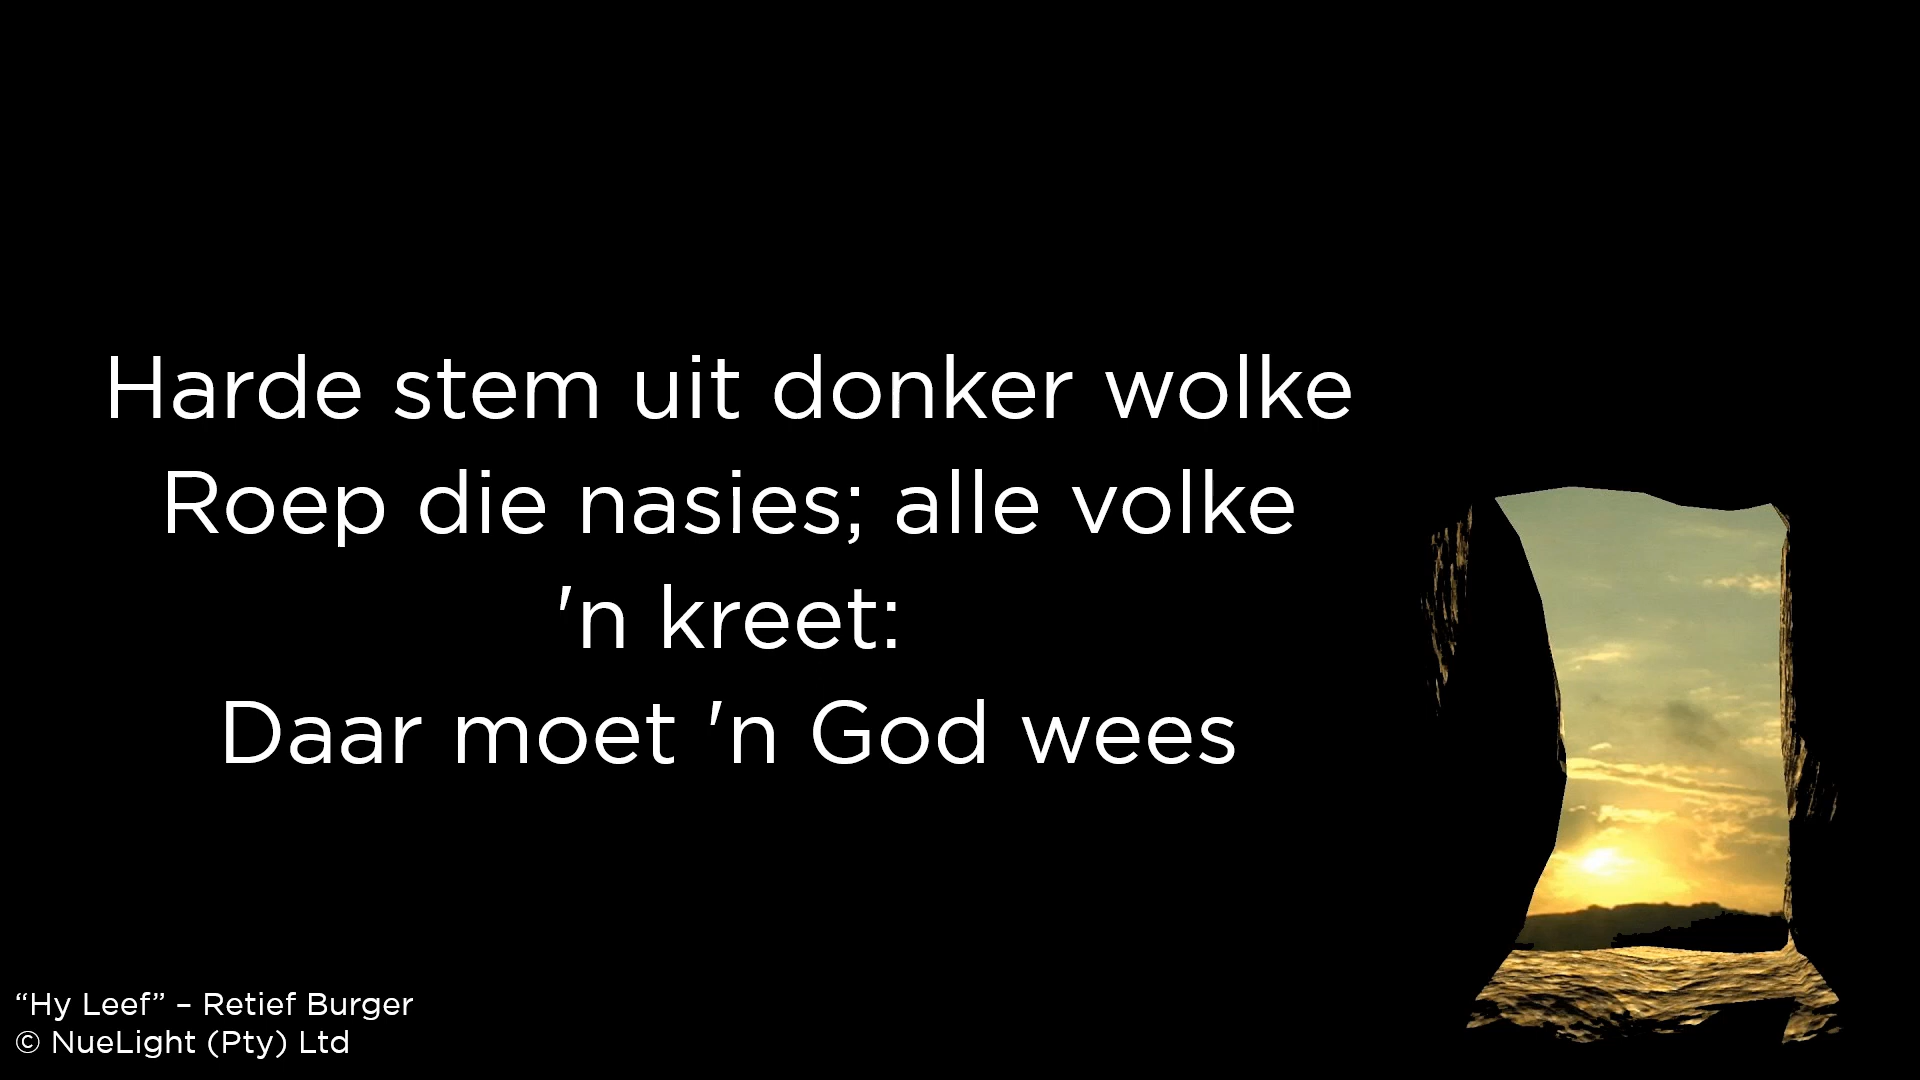 Harde stem uit donker wolke
Roep die nasies; alle volke
'n kreet:
Daar moet 'n God wees
“Hy Leef” – Retief Burger
© NueLight (Pty) Ltd